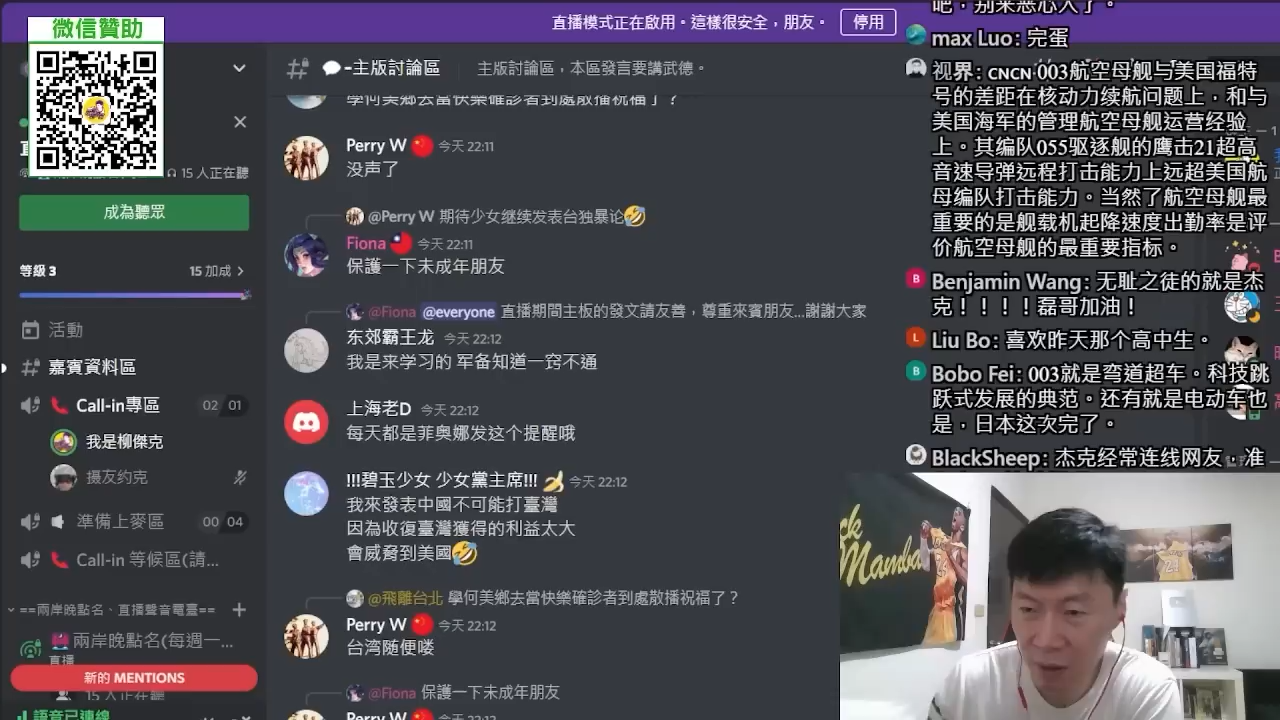 微信贊助
直播模式正在啟用。這樣很安全，朋友。
停用
15 人正在聽
成為聽眾
等級 3
15 加成
活動
嘉賓資料區
Call-in專區
02 01
我是柳傑克
摄友约克
準備上麥區
00 04
Call-in 等候區(請...
==兩岸晚點名、直播聲音電臺==
兩岸晚點名(每週一...
直播
新的 MENTIONS
15 人正在聽
語音已連線
-主版討論區
主版討論區，本區發言要講武德。
學何美鄉去當快樂確診者到處散播祝福了？
Perry W 今天 22:11
没声了
@Perry W 期待少女继续发表台独暴论
Fiona 今天 22:11
保護一下未成年朋友
@Fiona @everyone 直播期間主板的發文請友善，尊重來賓朋友...謝謝大家
东郊霸王龙 今天 22:12
我是来学习的 军备知道一窍不通
上海老D 今天 22:12
每天都是菲奥娜发这个提醒哦
!!!碧玉少女 少女黨主席!!! 今天 22:12
我來發表中國不可能打臺灣
因為收復臺灣獲得的利益太大
會威脅到美國
@飛離台北 學何美鄉去當快樂確診者到處散播祝福了？
Perry W 今天 22:12
台湾随便喽
@Fiona 保護一下未成年朋友
Perry W 今天 22:12
吧，别来恶心人了。
max Luo: 完蛋
视界: CNCN 003航空母舰与美国福特
号的差距在核动力续航问题上，和与
美国海军的管理航空母舰运营经验
上。其编队055驱逐舰的鹰击21超高
音速导弹远程打击能力上远超美国航
母编队打击能力。当然了航空母舰最
重要的是舰载机起降速度出勤率是评
价航空母舰的最重要指标。
Benjamin Wang: 无耻之徒的就是杰
克！！！！磊哥加油！
Liu Bo: 喜欢昨天那个高中生。
Bobo Fei: 003就是弯道超车。科技跳
跃式发展的典范。还有就是电动车也
是，日本这次完了。
BlackSheep: 杰克经常连线网友，准
ck
Mamba
24